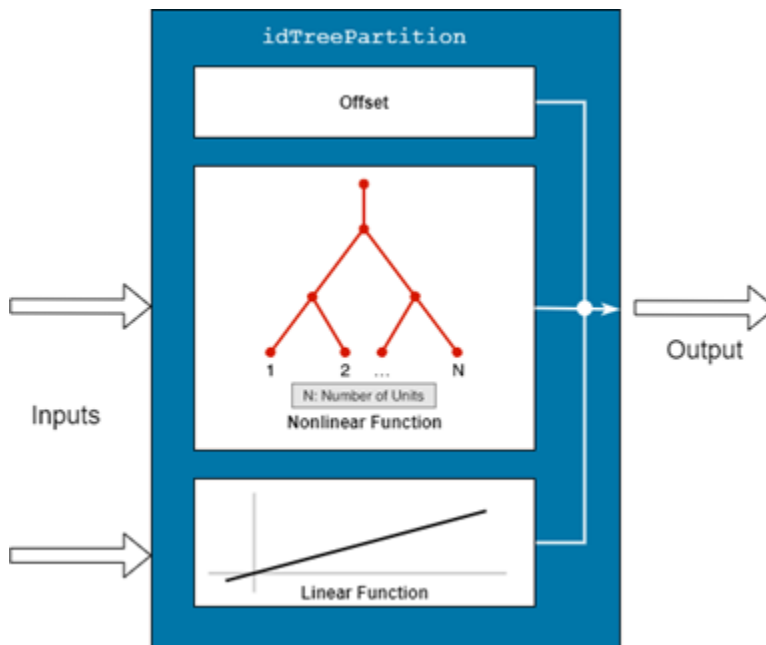 idTreePartition
Offset
1 2 ... N
N: Number of Units
Nonlinear Function
Inputs
Output
Linear Function